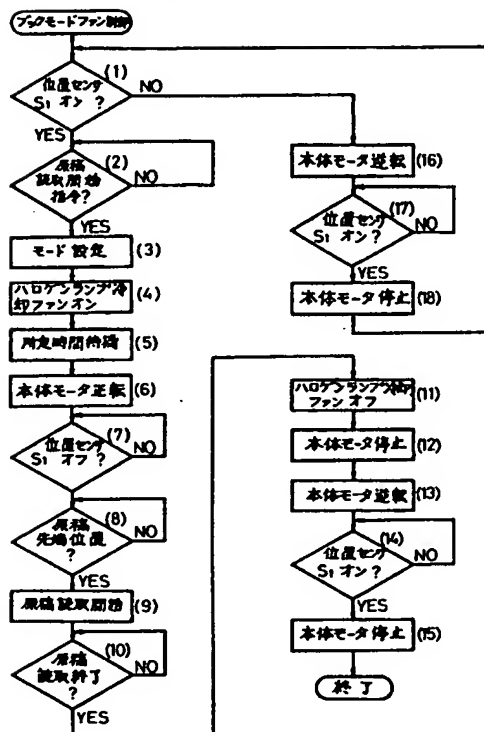 ブックモードファン制御
(1)
位置センサ
S1 オン?
NO
YES
(2)
原稿
読取開始
指令?
NO
YES
モード設定
(3)
ハロゲンランプ冷
却ファンオン
(4)
所定時間待機
(5)
本体モータ逆転
(6)
(7)
位置センサ
S1 オフ?
NO
(8)
原稿
先端位置
?
NO
YES
原稿読取開始
(9)
(10)
原稿
読取終了
?
NO
YES
本体モータ逆転
(16)
(17)
位置センサ
S1 オン?
NO
YES
本体モータ停止
(18)
ハロゲンランプ冷却
ファンオフ
(11)
本体モータ停止
(12)
本体モータ逆転
(13)
(14)
位置センサ
S1 オン?
NO
YES
本体モータ停止
(15)
終了